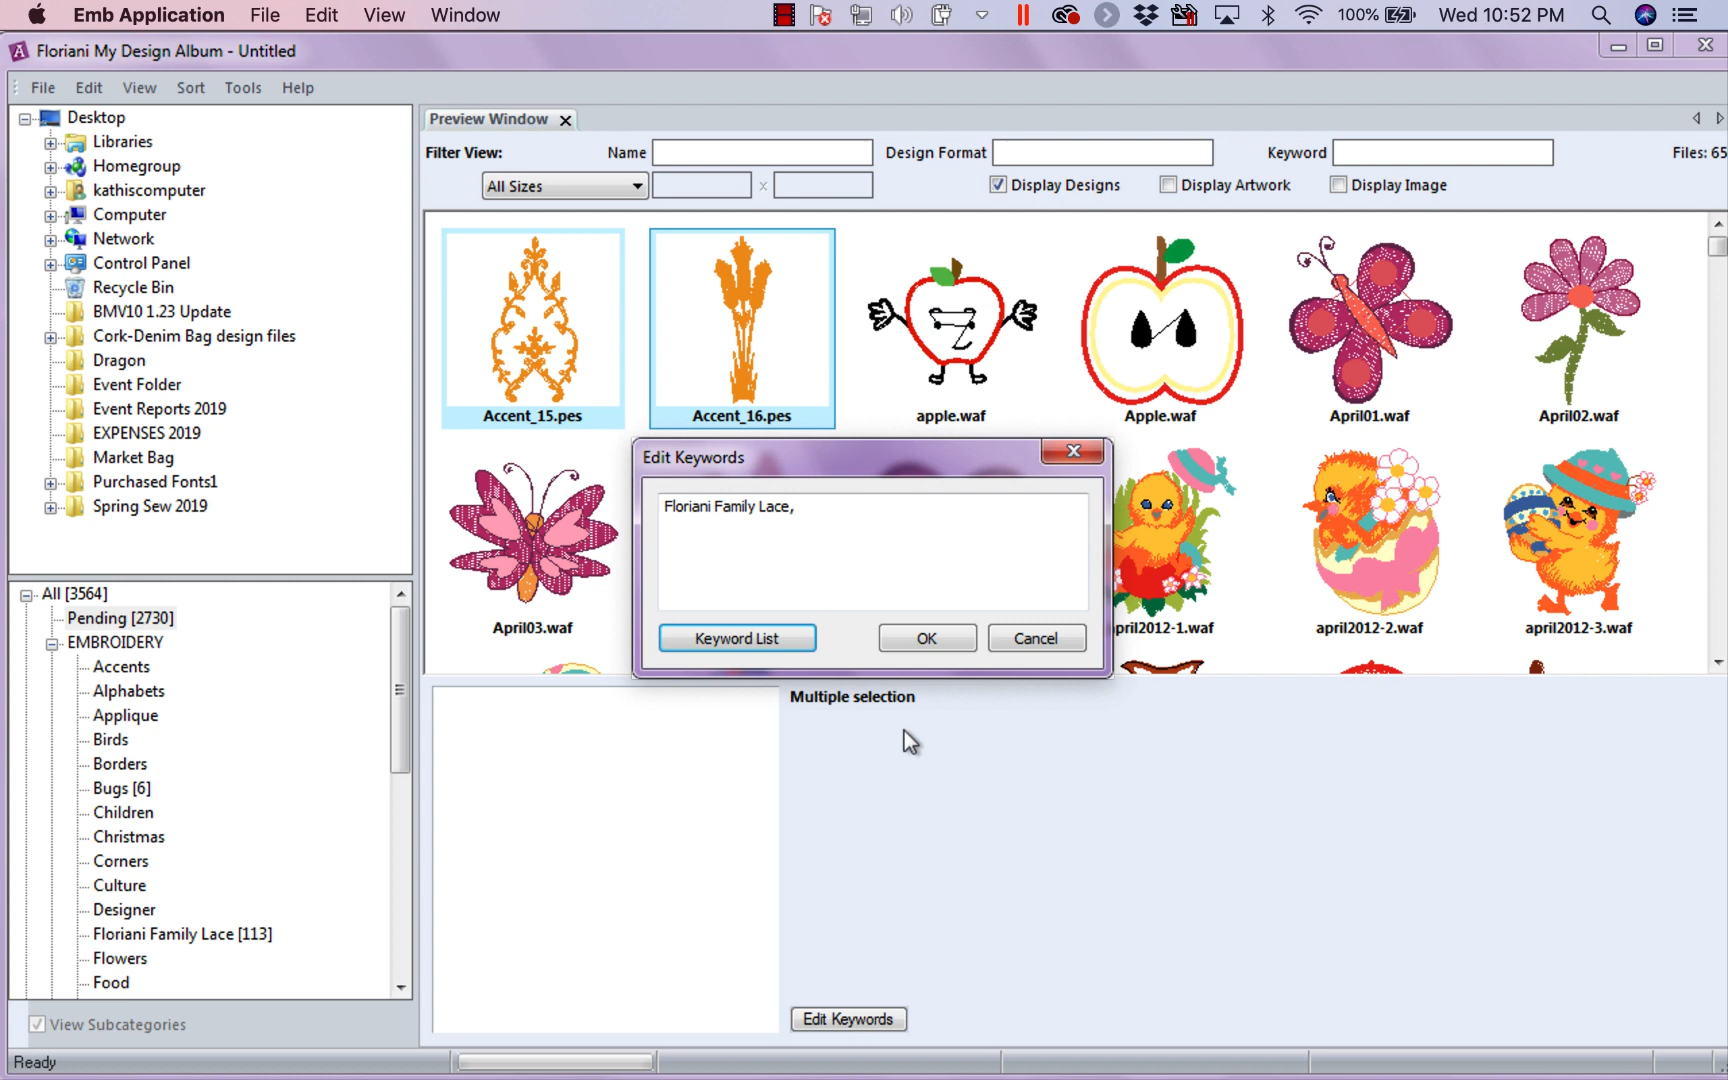 Emb Application File Edit View Window 100% Wed 10:52 PM
Floriani My Design Album - Untitled
File Edit View Sort Tools Help
Desktop
Libraries
Homegroup
kathiscomputer
Computer
Network
Control Panel
Recycle Bin
BMV10 1.23 Update
Cork-Denim Bag design files
Dragon
Event Folder
Event Reports 2019
EXPENSES 2019
Market Bag
Purchased Fonts1
Spring Sew 2019
All [3564]
Pending [2730]
EMBROIDERY
Accents
Alphabets
Applique
Birds
Borders
Bugs [6]
Children
Christmas
Corners
Culture
Designer
Floriani Family Lace [113]
Flowers
Food
View Subcategories
Ready
Preview Window
Filter View: Name Design Format Keyword Files: 65
All Sizes x Display Designs Display Artwork Display Image
Accent_15.pes Accent_16.pes apple.waf Apple.waf April01.waf April02.waf
April03.waf pril2012-1.waf april2012-2.waf april2012-3.waf
Edit Keywords
Floriani Family Lace,
Keyword List OK Cancel
Multiple selection
Edit Keywords